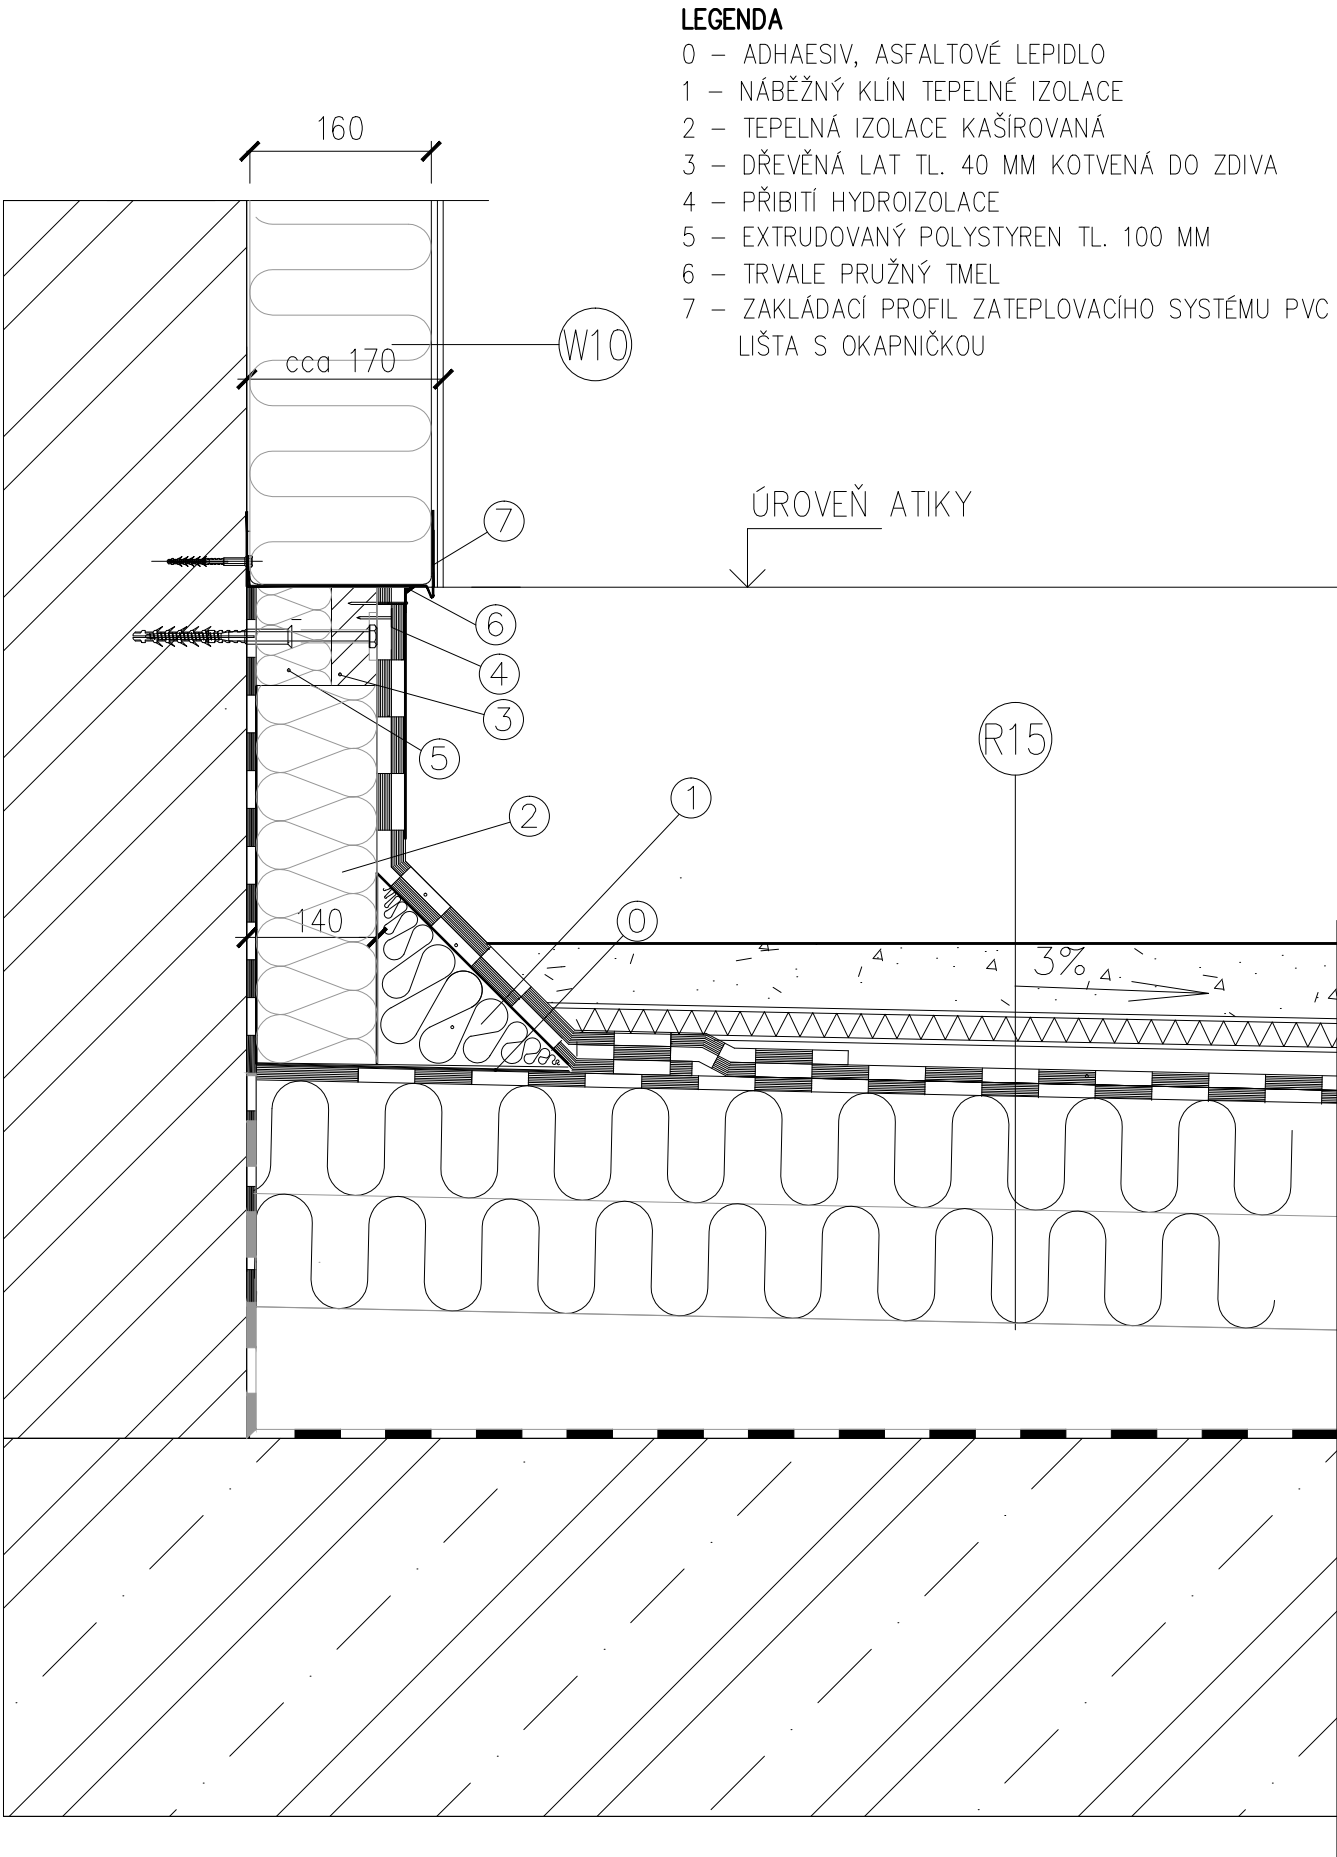 LEGENDA
0 – ADHAESIV, ASFALTOVÉ LEPIDLO
1 – NÁBĚŽNÝ KLÍN TEPELNÉ IZOLACE
2 – TEPELNÁ IZOLACE KAŠÍROVANÁ
3 – DŘEVĚNÁ LAT TL. 40 MM KOTVENÁ DO ZDIVA
4 – PŘIBITÍ HYDROIZOLACE
5 – EXTRUDOVANÝ POLYSTYREN TL. 100 MM
6 – TRVALE PRUŽNÝ TMEL
7 – ZAKLÁDACÍ PROFIL ZATEPLOVACÍHO SYSTÉMU PVC
LIŠTA S OKAPNIČKOU
160
W10
cca 170
ÚROVEŇ ATIKY
7
6
4
3
5
R15
1
2
0
140
3%